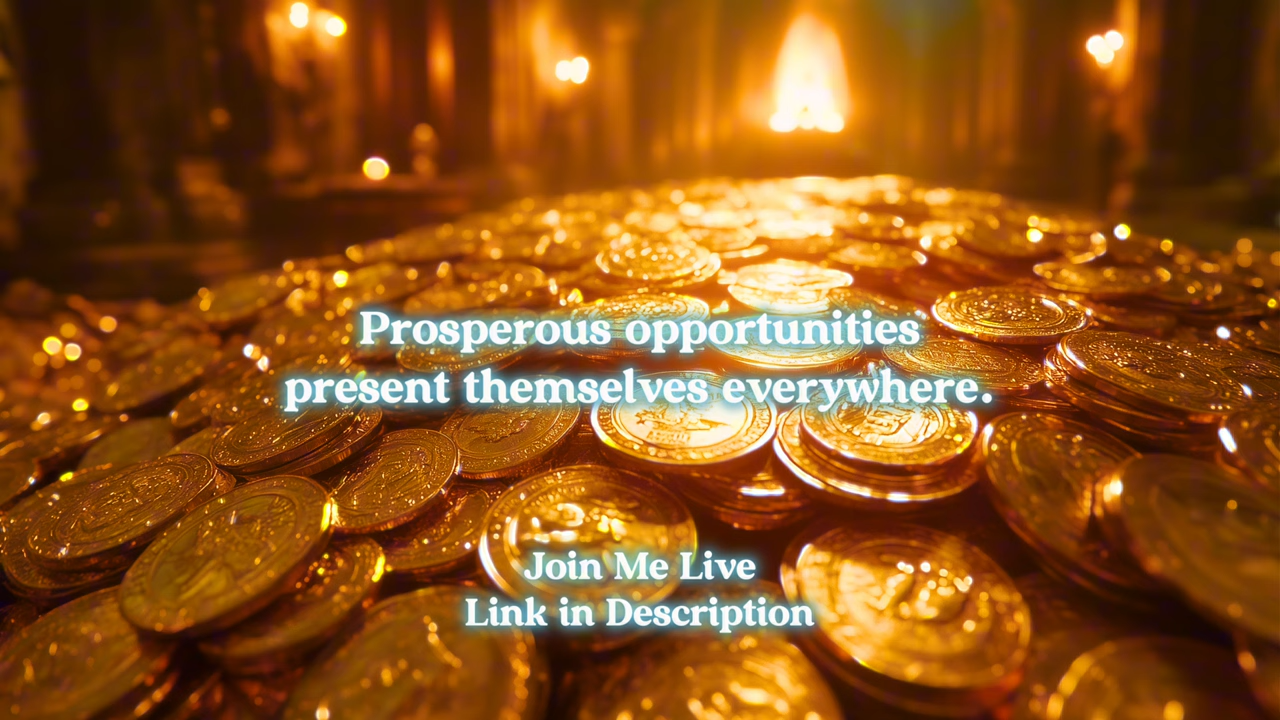 Prosperous opportunities
present themselves everywhere.
Join Me Live
Link in Description